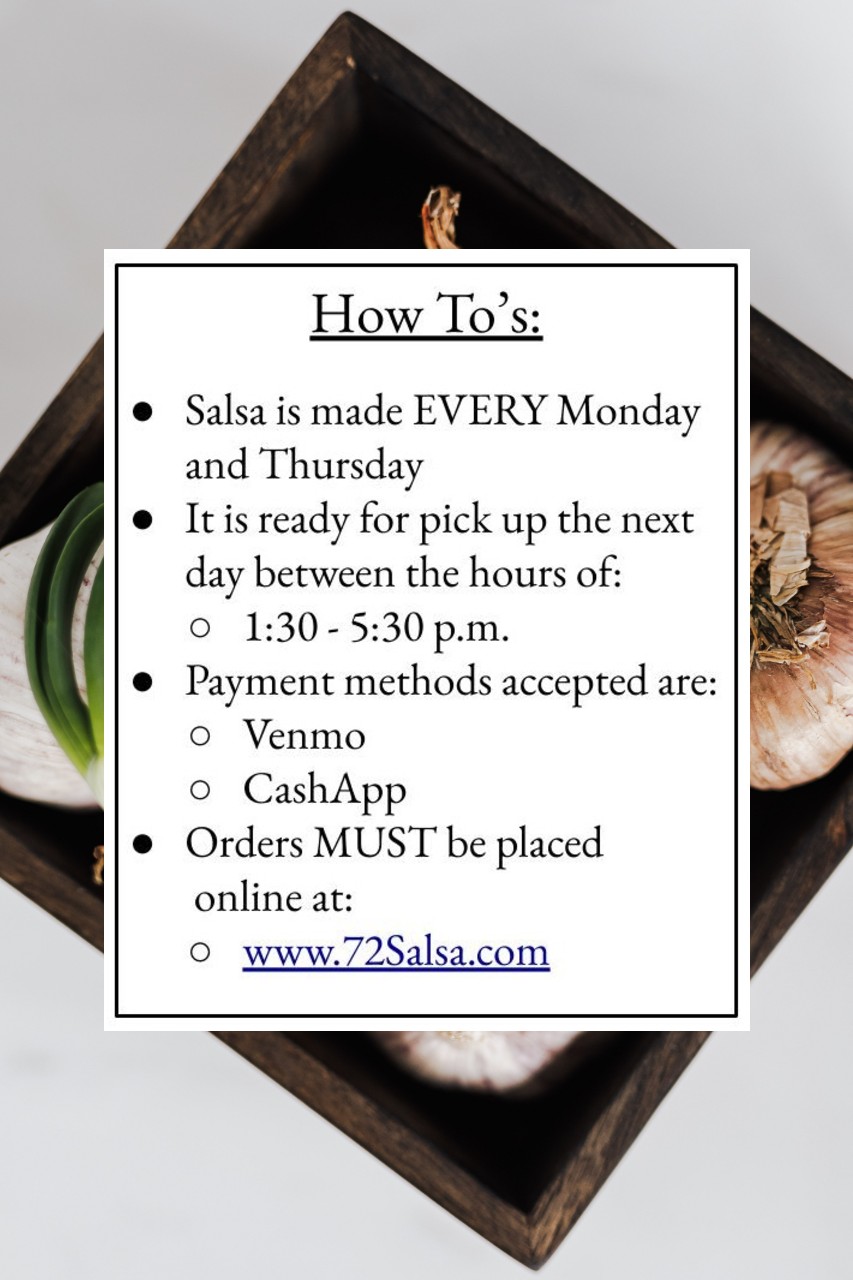 How To’s:
● Salsa is made EVERY Monday
and Thursday
● It is ready for pick up the next
day between the hours of:
○ 1:30 - 5:30 p.m.
● Payment methods accepted are:
○ Venmo
○ CashApp
● Orders MUST be placed
online at:
○ www.72Salsa.com